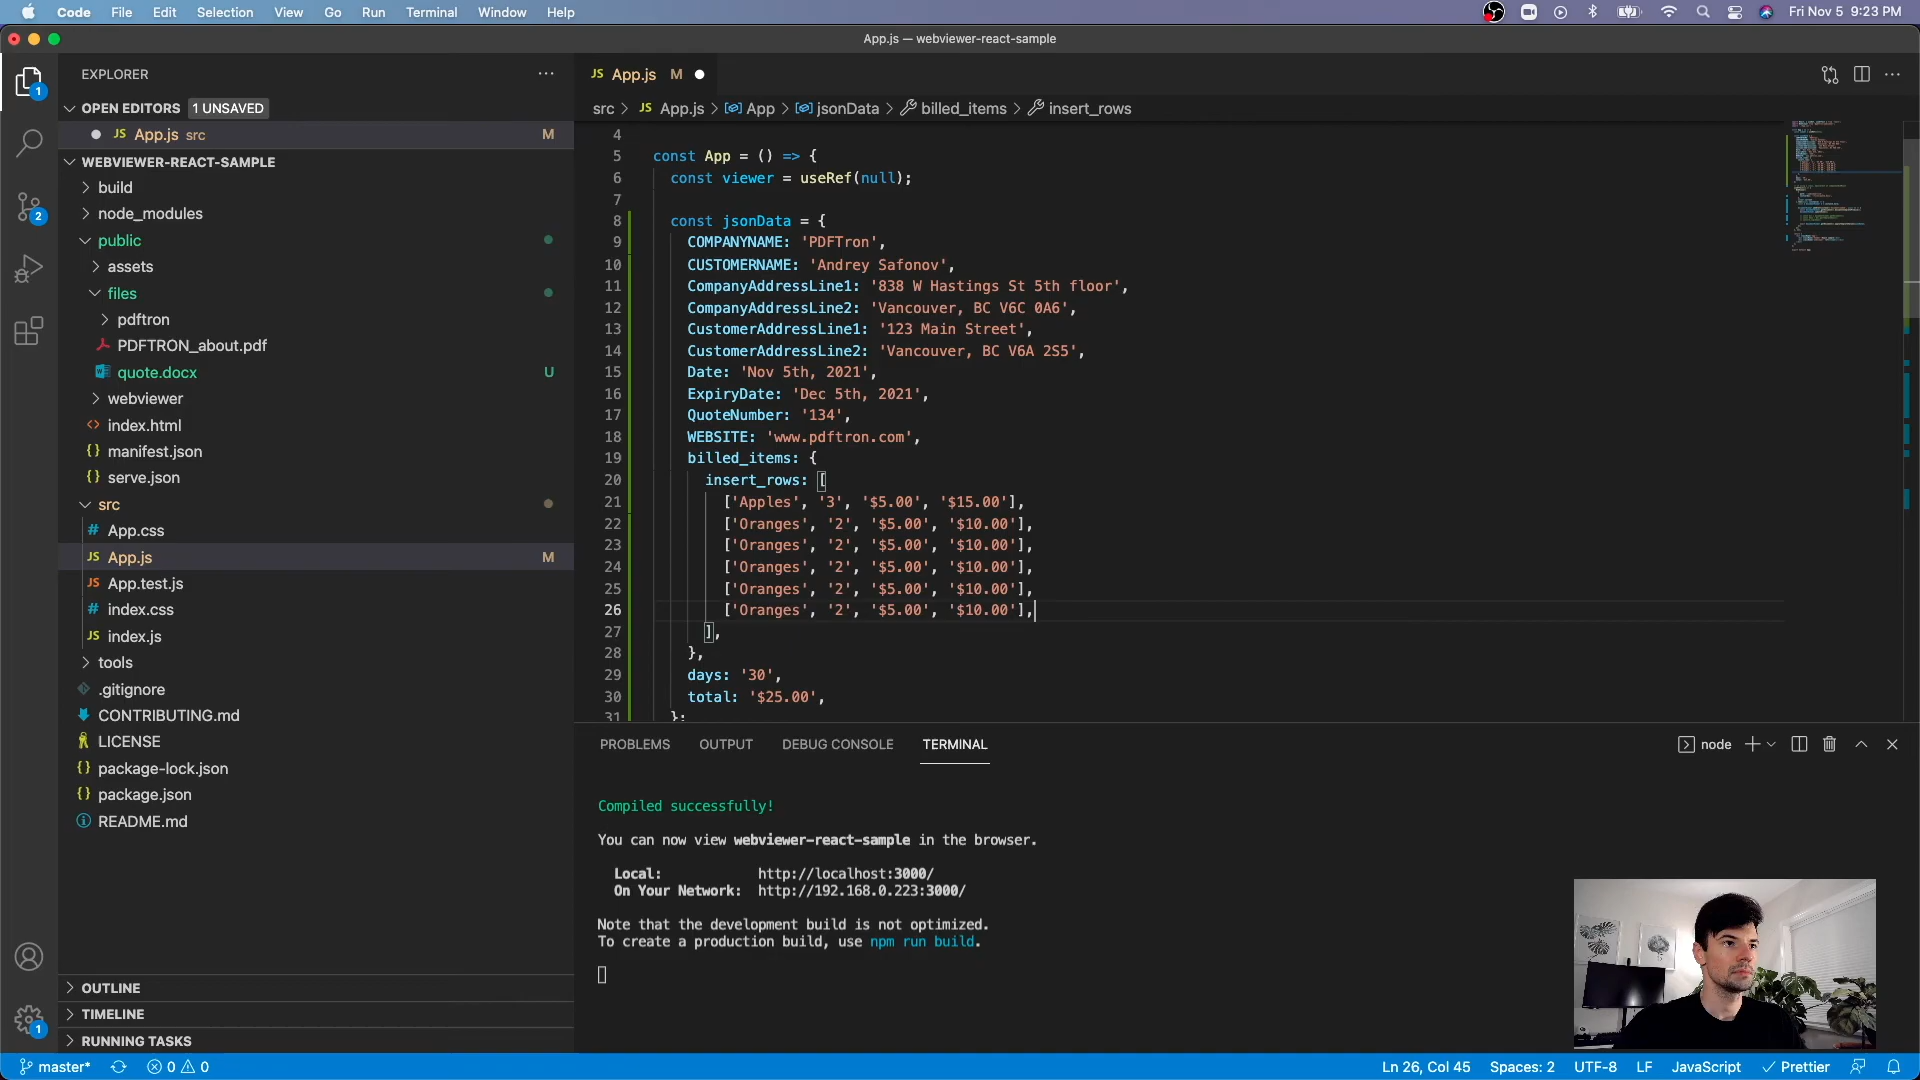 Code File Edit Selection View Go Run Terminal Window Help
Fri Nov 5 9:23 PM
App.js — webviewer-react-sample
EXPLORER
OPEN EDITORS 1 UNSAVED
JS App.js src M
WEBVIEWER-REACT-SAMPLE
build
node_modules
public
assets
files
pdftron
PDFTRON_about.pdf
quote.docx U
webviewer
<> index.html
{} manifest.json
{} serve.json
src
# App.css
JS App.js M
JS App.test.js
# index.css
JS index.js
tools
.gitignore
CONTRIBUTING.md
LICENSE
{} package-lock.json
{} package.json
README.md
OUTLINE
TIMELINE
RUNNING TASKS
1
2
1
JS App.js M
src > JS App.js > App > jsonData > billed_items > insert_rows
4
5 const App = () => {
6 const viewer = useRef(null);
7
8 const jsonData = {
9 COMPANYNAME: 'PDFTron',
10 CUSTOMERNAME: 'Andrey Safonov',
11 CompanyAddressLine1: '838 W Hastings St 5th floor',
12 CompanyAddressLine2: 'Vancouver, BC V6C 0A6',
13 CustomerAddressLine1: '123 Main Street',
14 CustomerAddressLine2: 'Vancouver, BC V6A 2S5',
15 Date: 'Nov 5th, 2021',
16 ExpiryDate: 'Dec 5th, 2021',
17 QuoteNumber: '134',
18 WEBSITE: 'www.pdftron.com',
19 billed_items: {
20 insert_rows: [
21 ['Apples', '3', '$5.00', '$15.00'],
22 ['Oranges', '2', '$5.00', '$10.00'],
23 ['Oranges', '2', '$5.00', '$10.00'],
24 ['Oranges', '2', '$5.00', '$10.00'],
25 ['Oranges', '2', '$5.00', '$10.00'],
26 ['Oranges', '2', '$5.00', '$10.00'],
27 ],
28 },
29 days: '30',
30 total: '$25.00',
31 };
PROBLEMS OUTPUT DEBUG CONSOLE TERMINAL
node
Compiled successfully!
You can now view webviewer-react-sample in the browser.
Local: http://localhost:3000/
On Your Network: http://192.168.0.223:3000/
Note that the development build is not optimized.
To create a production build, use npm run build.
master* 0 0
Ln 26, Col 45 Spaces: 2 UTF-8 LF JavaScript Prettier